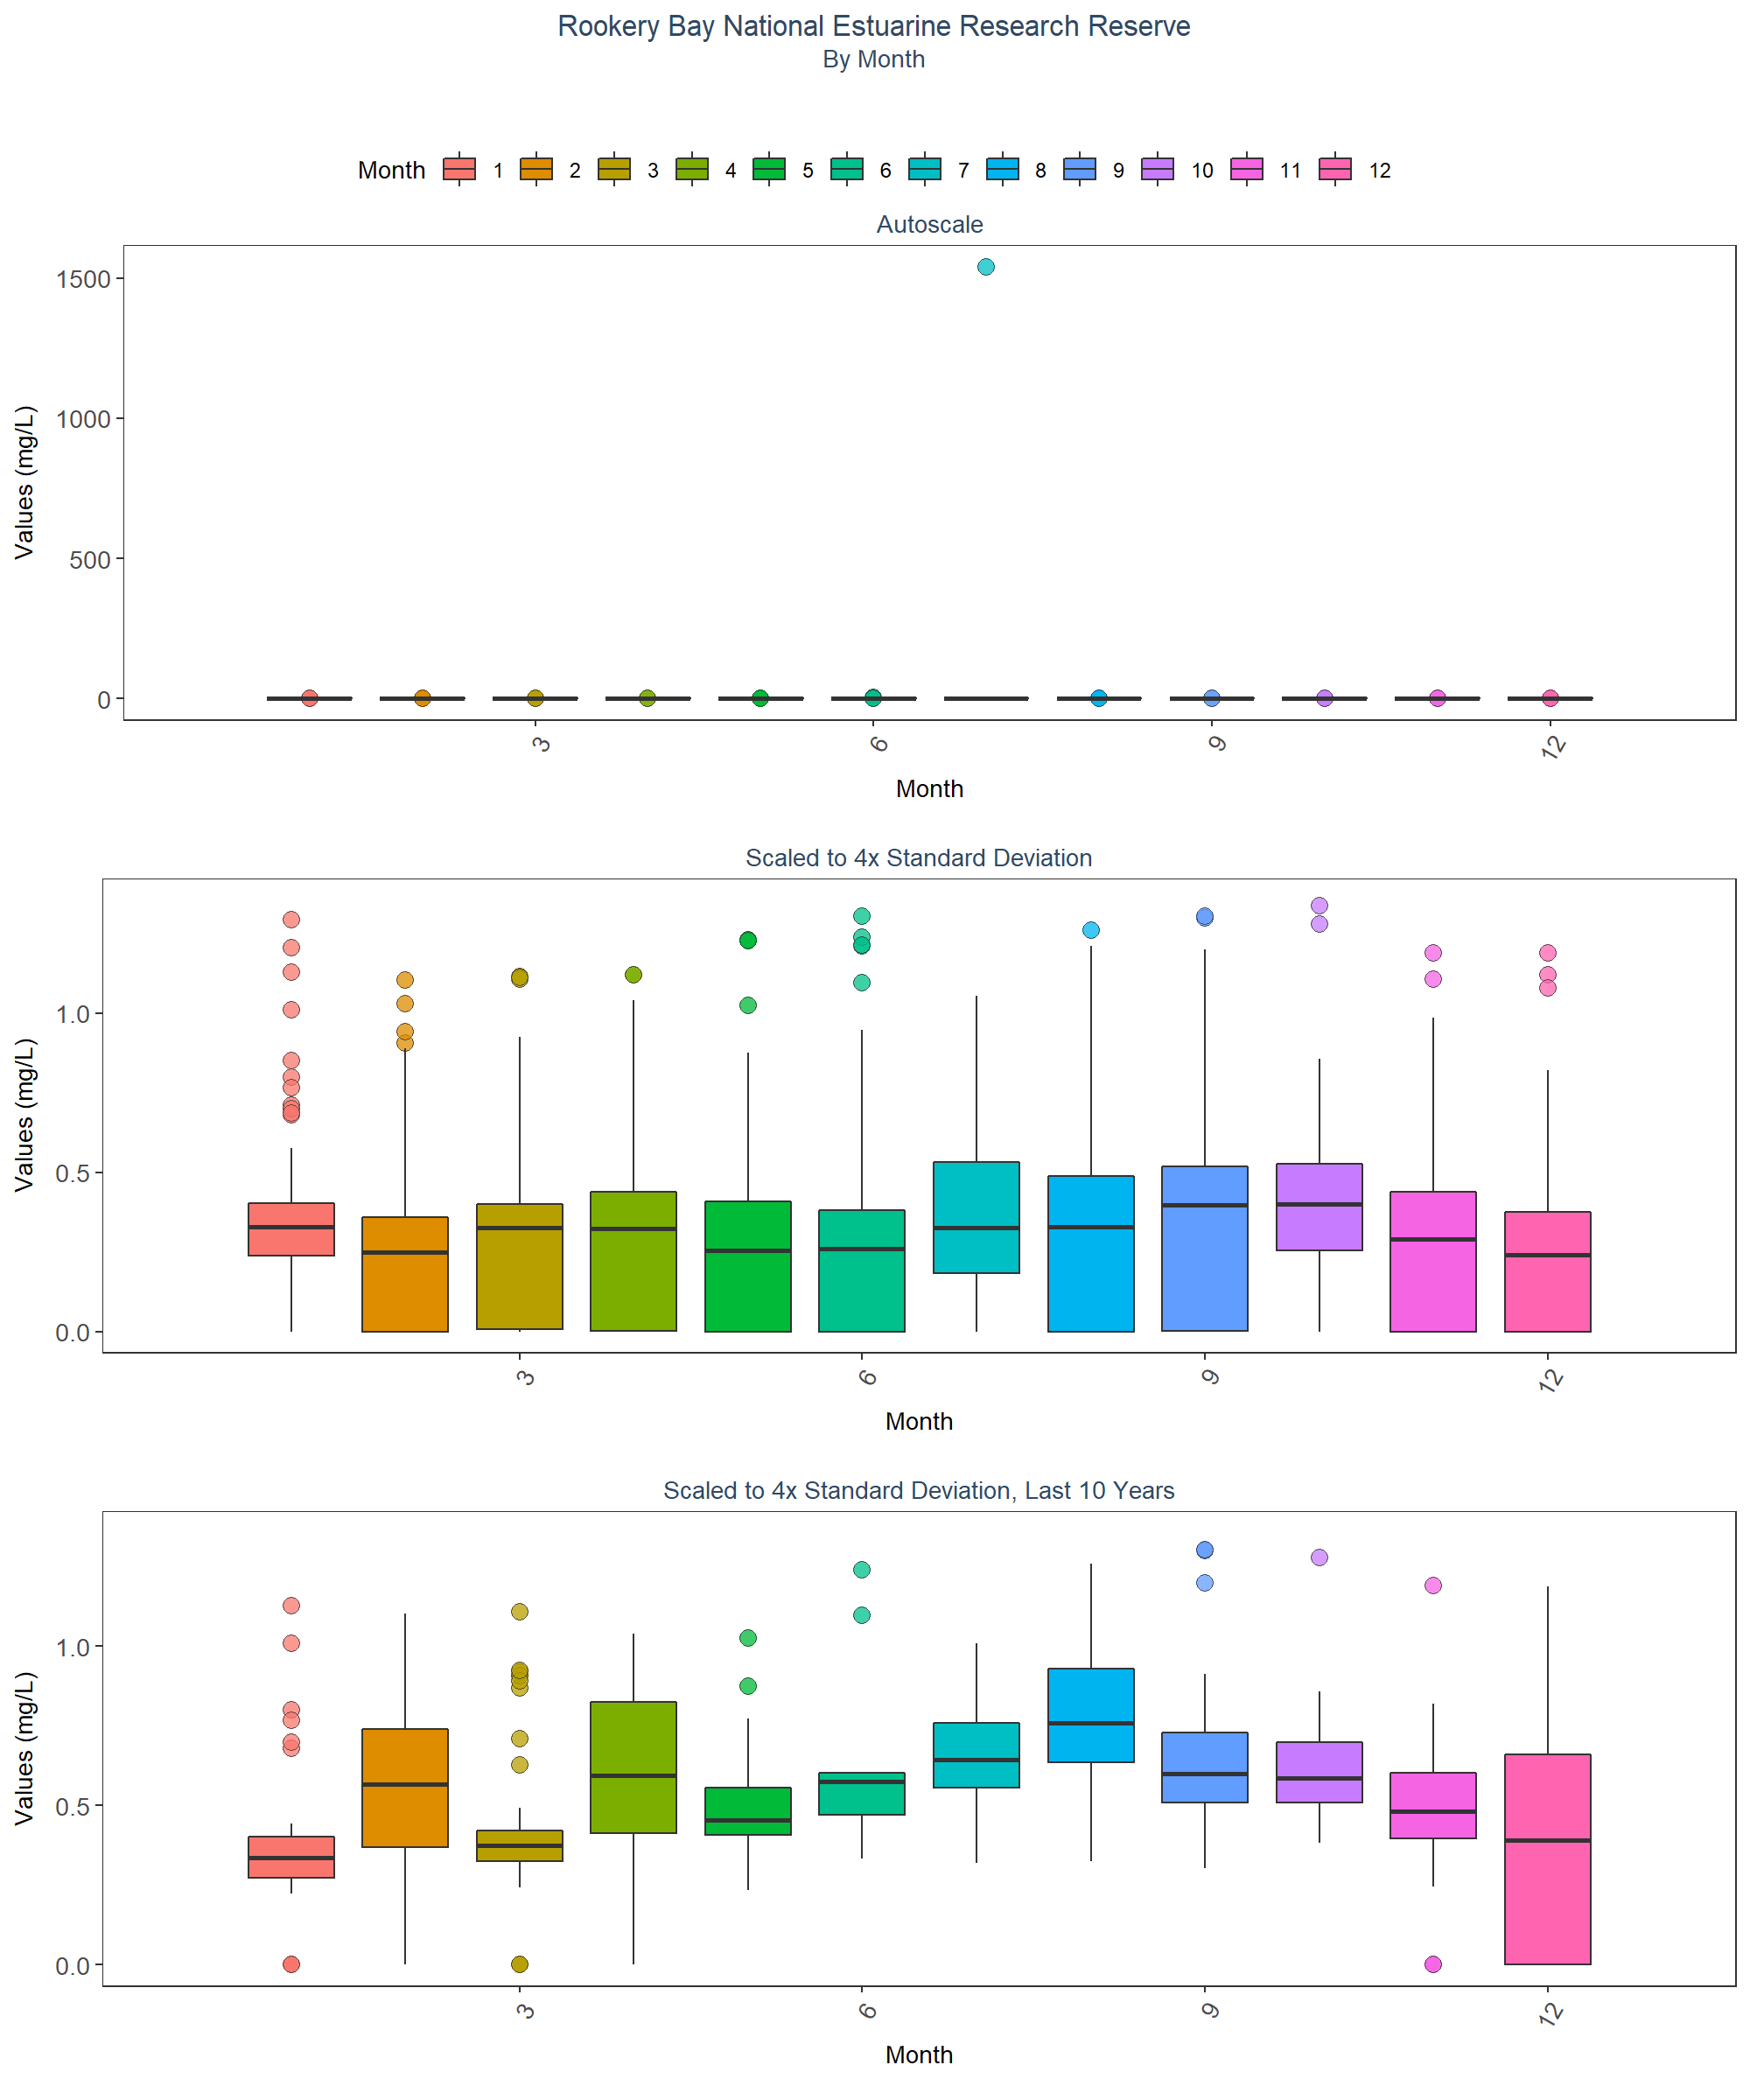 Rookery Bay National Estuarine Research Reserve
By Month
Month 1 2 3 4 5 6 7 8 9 10 11 12
Autoscale
Values (mg/L)
1500
1000
500
0
3 6 9 12
Month
Scaled to 4x Standard Deviation
Values (mg/L)
1.0
0.5
0.0
3 6 9 12
Month
Scaled to 4x Standard Deviation, Last 10 Years
Values (mg/L)
1.0
0.5
0.0
3 6 9 12
Month